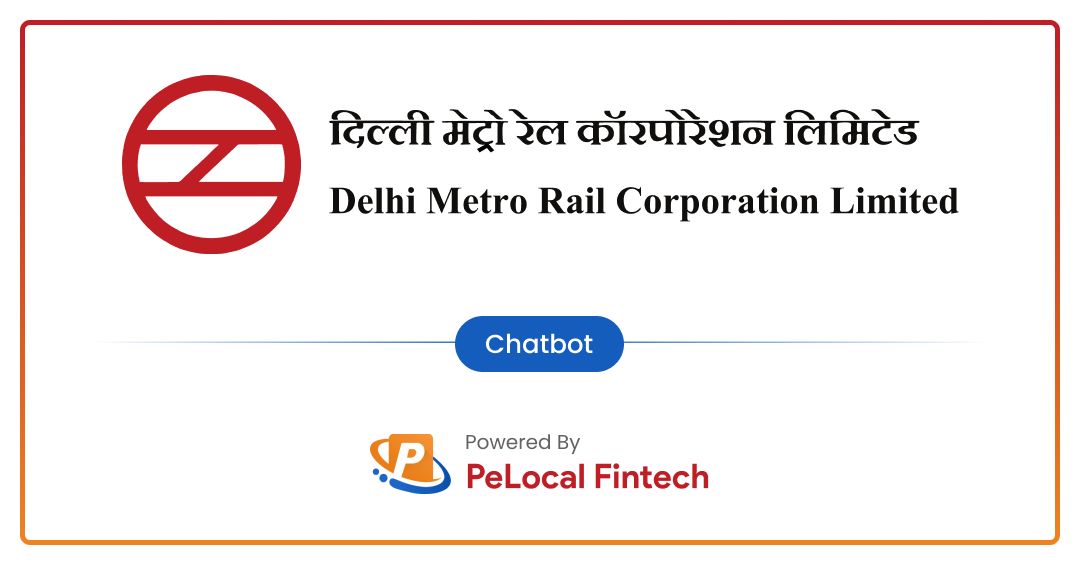 दिल्ली मेट्रो रेल कॉरपोरेशन लिमिटेड
Delhi Metro Rail Corporation Limited
Chatbot
P
Powered By
PeLocal Fintech